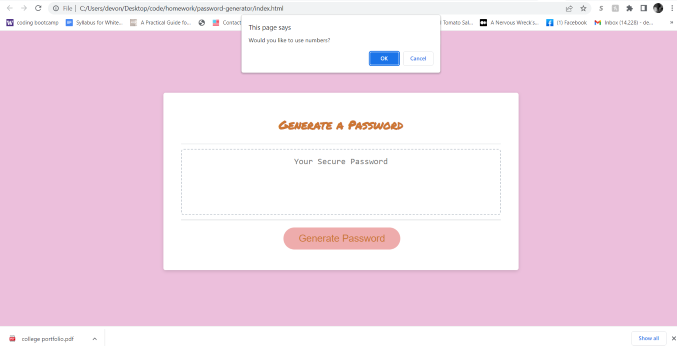 File | C:/Users/devon/Desktop/code/homework/password-generator/index.html
coding bootcamp
Syllabus for White...
A Practical Guide fo...
Contac
Tomato Sal...
A Nervous Wreck's...
(1) Facebook
Inbox (14,228) - de...
This page says
Would you like to use numbers?
OK
Cancel
Generate a Password
Your Secure Password
Generate Password
college portfolio.pdf
Show all